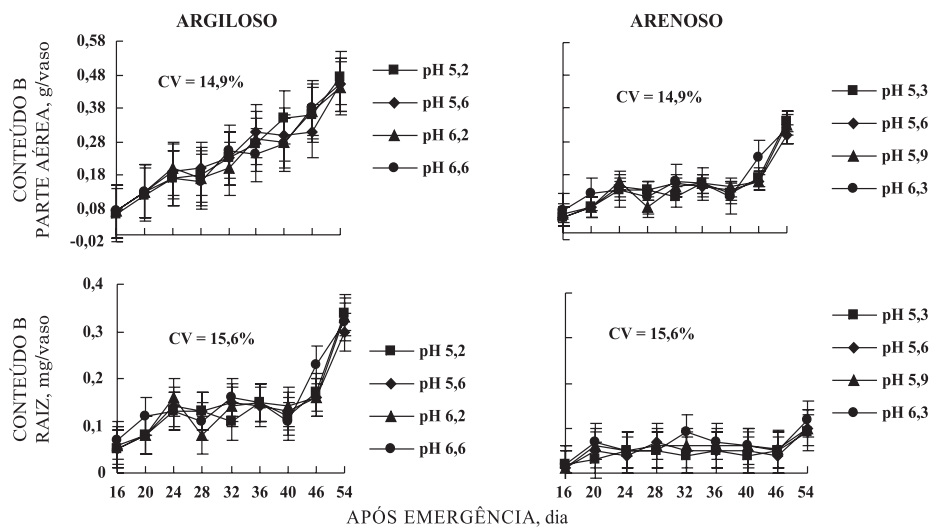 ARGILOSO
CONTEÚDO B
PARTE AÉREA, g/vaso
0,58
0,48
0,38
0,28
0,18
0,08
-0,02
CV = 14,9%
pH 5,2
pH 5,6
pH 6,2
pH 6,6
ARENOSO
CV = 14,9%
pH 5,3
pH 5,6
pH 5,9
pH 6,3
CONTEÚDO B
RAIZ, mg/vaso
0,4
0,3
0,2
0,1
0
CV = 15,6%
pH 5,2
pH 5,6
pH 6,2
pH 6,6
16 20 24 28 32 36 40 46 54
CV = 15,6%
pH 5,3
pH 5,6
pH 5,9
pH 6,3
16 20 24 28 32 36 40 46 54
APÓS EMERGÊNCIA, dia